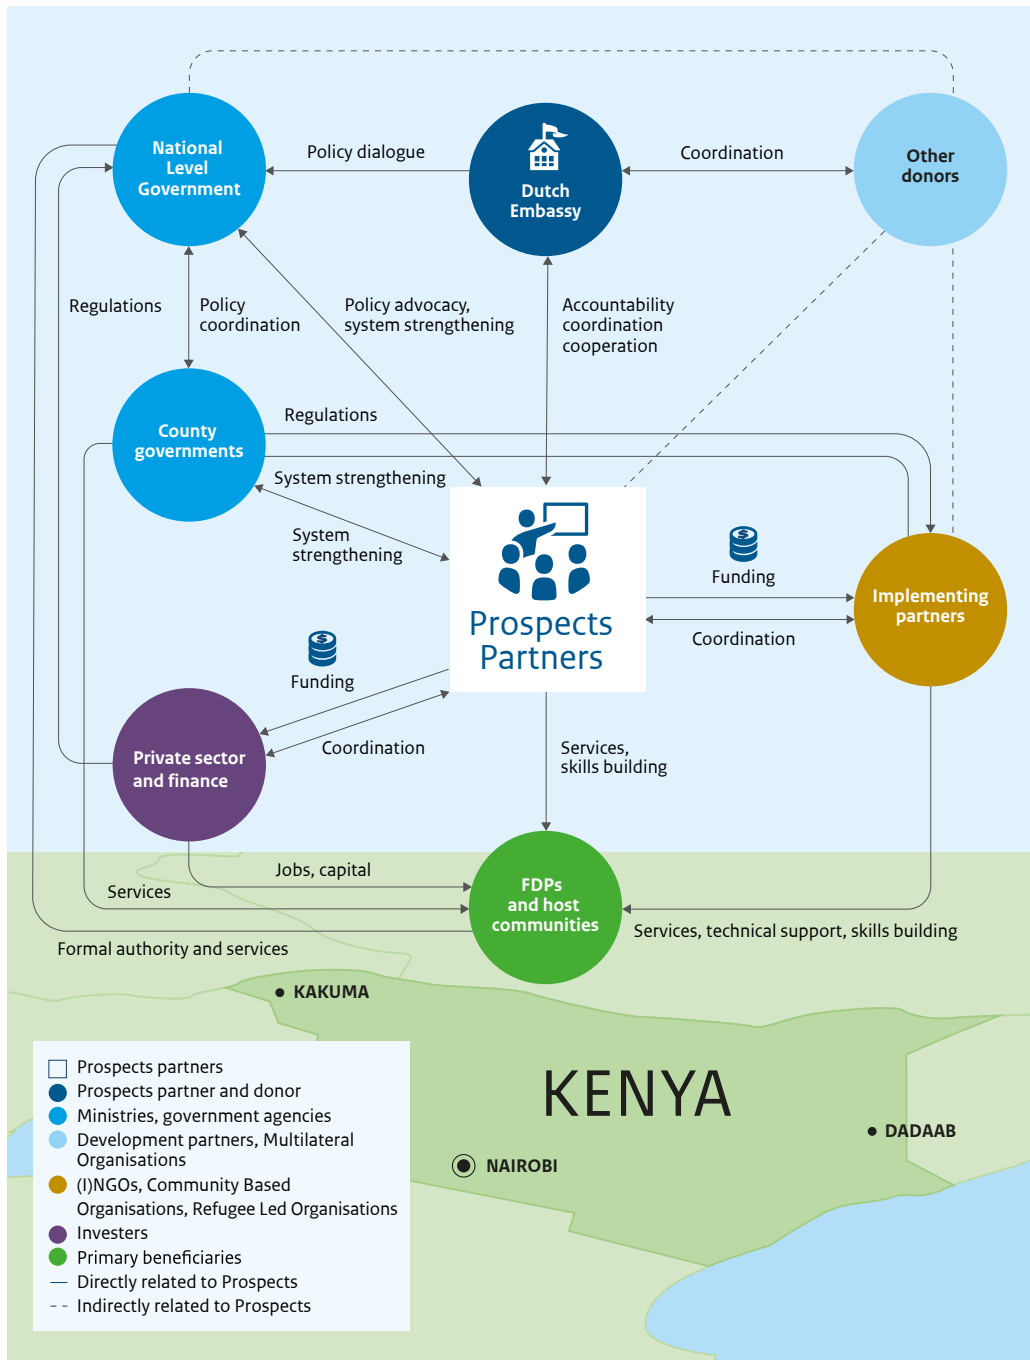 National
Level
Government
Policy dialogue
Dutch
Embassy
Coordination
Other
donors
Regulations
Policy
coordination
Policy advocacy,
system strengthening
Accountability
coordination
cooperation
County
governments
Regulations
System strengthening
System
strengthening
Prospects
Partners
Funding
Coordination
Implementing
partners
Funding
Coordination
Private sector
and finance
Services,
skills building
Jobs, capital
Services
Formal authority and services
FDPs
and host
communities
Services, technical support, skills building
KAKUMA
KENYA
DADAAB
NAIROBI
Prospects partners
Prospects partner and donor
Ministries, government agencies
Development partners, Multilateral
Organisations
(I)NGOs, Community Based
Organisations, Refugee Led Organisations
Investers
Primary beneficiaries
Directly related to Prospects
Indirectly related to Prospects